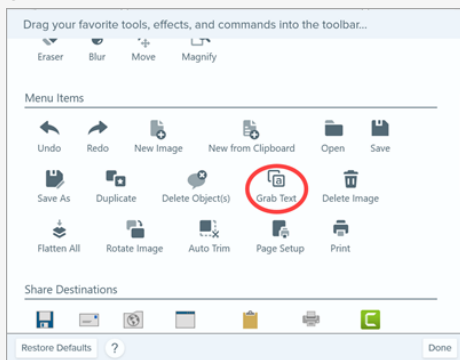 Drag your favorite tools, effects, and commands into the toolbar...
Eraser Blur Move Magnify
Menu Items
Undo Redo New Image New from Clipboard Open Save
a
Save As Duplicate Delete Object(s) Grab Text Delete Image
Flatten All Rotate Image Auto Trim Page Setup Print
Share Destinations
C
Restore Defaults ? Done